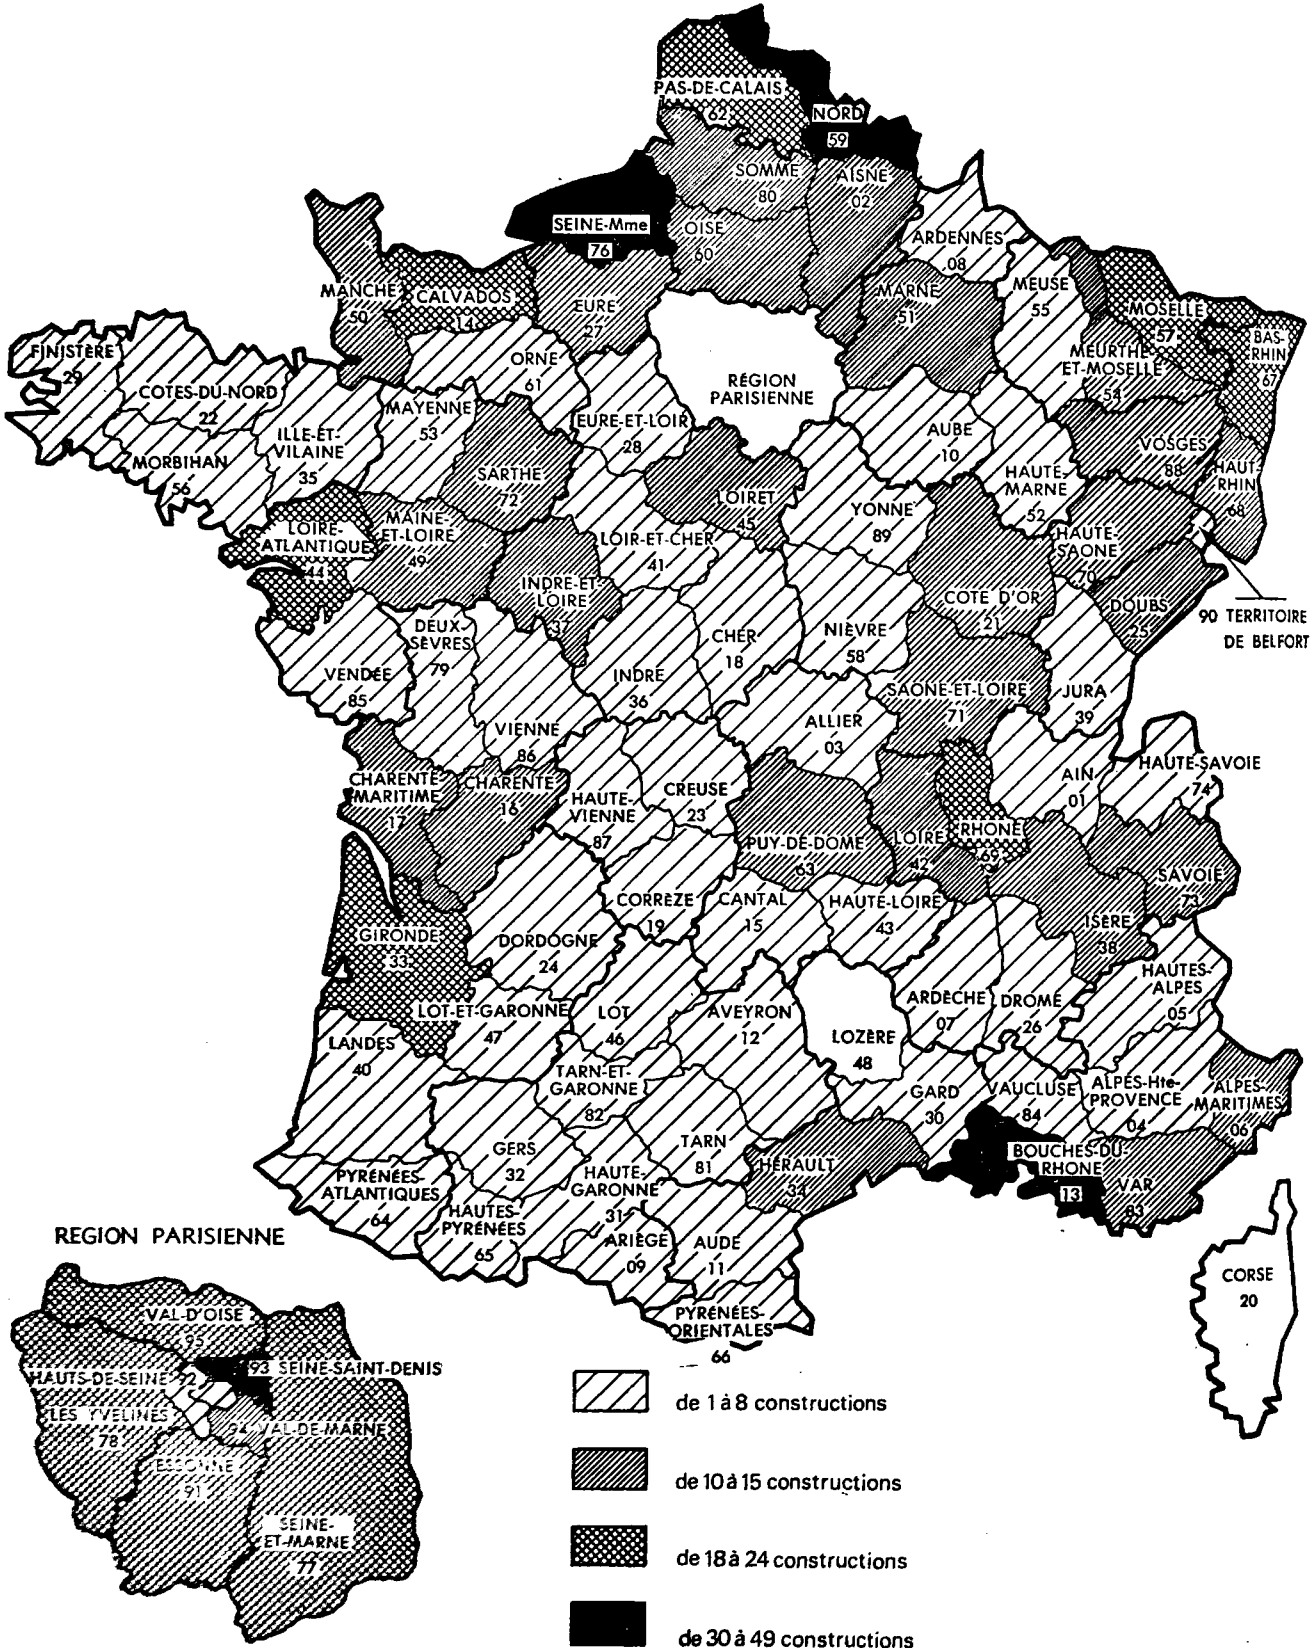 PAS-DE-CALAIS
62
NORD
59
SOMME
80
AISNE
02
SEINE-Mme
76
OISE
60
ARDENNES
08
MANCHE
50
CALVADOS
14
EURE
27
MARNE
51
MEUSE
55
MOSELLE
57
BAS-
RHIN
67
MEURTHE
ET-MOSELLE
54
FINISTÈRE
29
COTES-DU-NORD
22
ORNE
61
RÉGION
PARISIENNE
MAYENNE
53
EURE-ET-LOIR
28
AUBE
10
VOSGES
88
ILLE-ET-
VILAINE
35
MORBIHAN
56
SARTHE
72
LOIRET
45
HAUTE-
MARNE
52
HAUT-
RHIN
68
YONNE
89
LOIRE-
ATLANTIQUE
44
MAINE-
ET-LOIRE
49
LOIR-ET-CHER
41
HAUTE-
SAONE
70
INDRE-ET-
LOIRE
37
COTE D'OR
21
DOUBS
25
90 TERRITOIRE
DE BELFORT
DEUX-
SÈVRES
79
CHER
18
NIÈVRE
58
VENDÉE
85
INDRE
36
SAONE-ET-LOIRE
71
JURA
39
VIENNE
86
ALLIER
03
CHARENTE
MARITIME
17
CHARENTE
16
HAUTE-
VIENNE
87
CREUSE
23
AIN
01
HAUTE-SAVOIE
74
PUY-DE-DOME
63
LOIRE
42
RHONE
69
SAVOIE
73
CORRÈZE
19
CANTAL
15
HAUTE-LOIRE
43
ISÈRE
38
GIRONDE
33
DORDOGNE
24
HAUTES-
ALPES
05
LOT-ET-GARONNE
47
LOT
46
AVEYRON
12
ARDÈCHE
07
DROME
26
LANDES
40
LOZÈRE
48
TARN-ET-
GARONNE
82
GARD
30
VAUCLUSE
84
ALPES-Hte-
PROVENCE
04
ALPES-
MARITIMES
06
GERS
32
TARN
81
HÉRAULT
34
BOUCHES-DU-
RHONE
13
VAR
83
PYRÉNÉES-
ATLANTIQUES
64
HAUTES-
PYRÉNÉES
65
HAUTE-
GARONNE
31
ARIÈGE
09
AUDE
11
PYRÉNÉES-
ORIENTALES
66
CORSE
20
REGION PARISIENNE
VAL-D'OISE
95
93 SEINE-SAINT-DENIS
HAUTS-DE-SEINE 92
LES YVELINES
78
94 VAL-DE-MARNE
ESSONNE
91
SEINE-
ET-MARNE
77
de 1 à 8 constructions
de 10 à 15 constructions
de 18 à 24 constructions
de 30 à 49 constructions